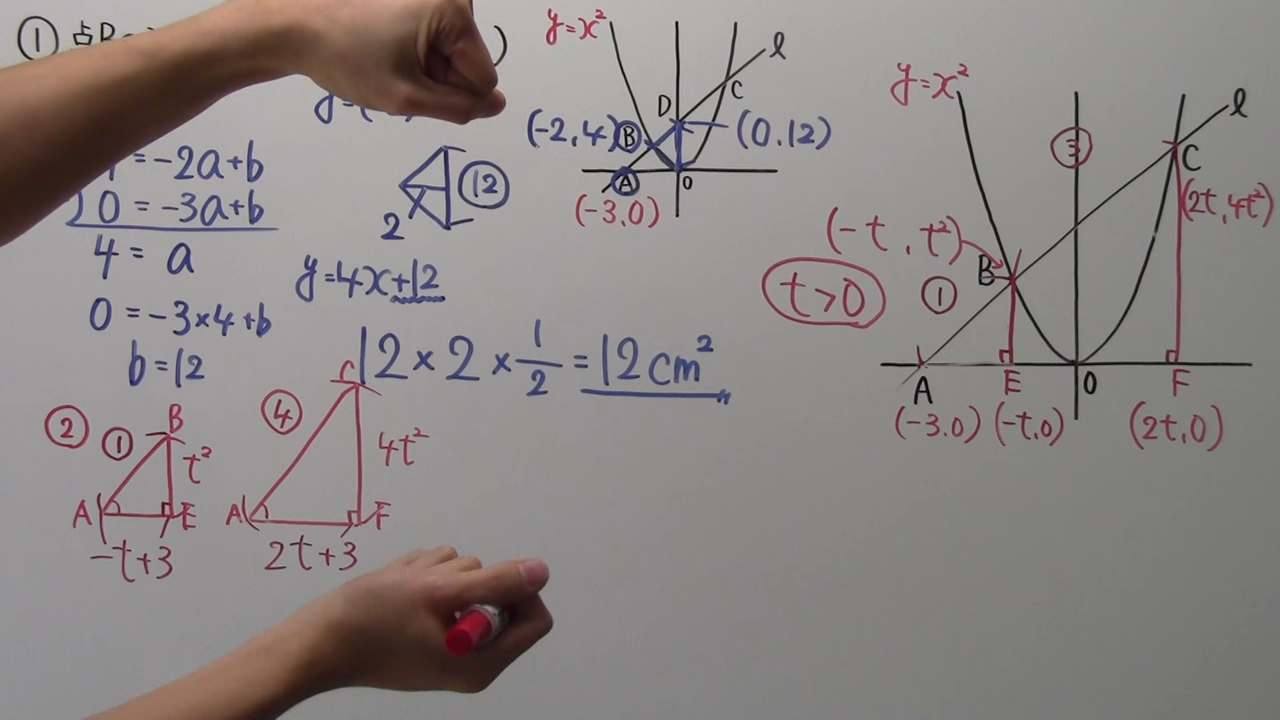 ① 点B
)
= -2a+b
0 = -3a+b
4 = a
0 = -3×4+b
b = 12
2
⑫
y=4x+12
12×2×1/2=12cm²
② ① B t² A E -t+3
④ C 4t² A F 2t+3
y=x²
ℓ
D
C
(-2,4) B
(0,12)
A
0
(-3,0)
y=x²
③
ℓ
C
(2t,4t²)
(-t,t²)
B
t>0
①
A
E
0
F
(-3,0) (-t,0) (2t,0)